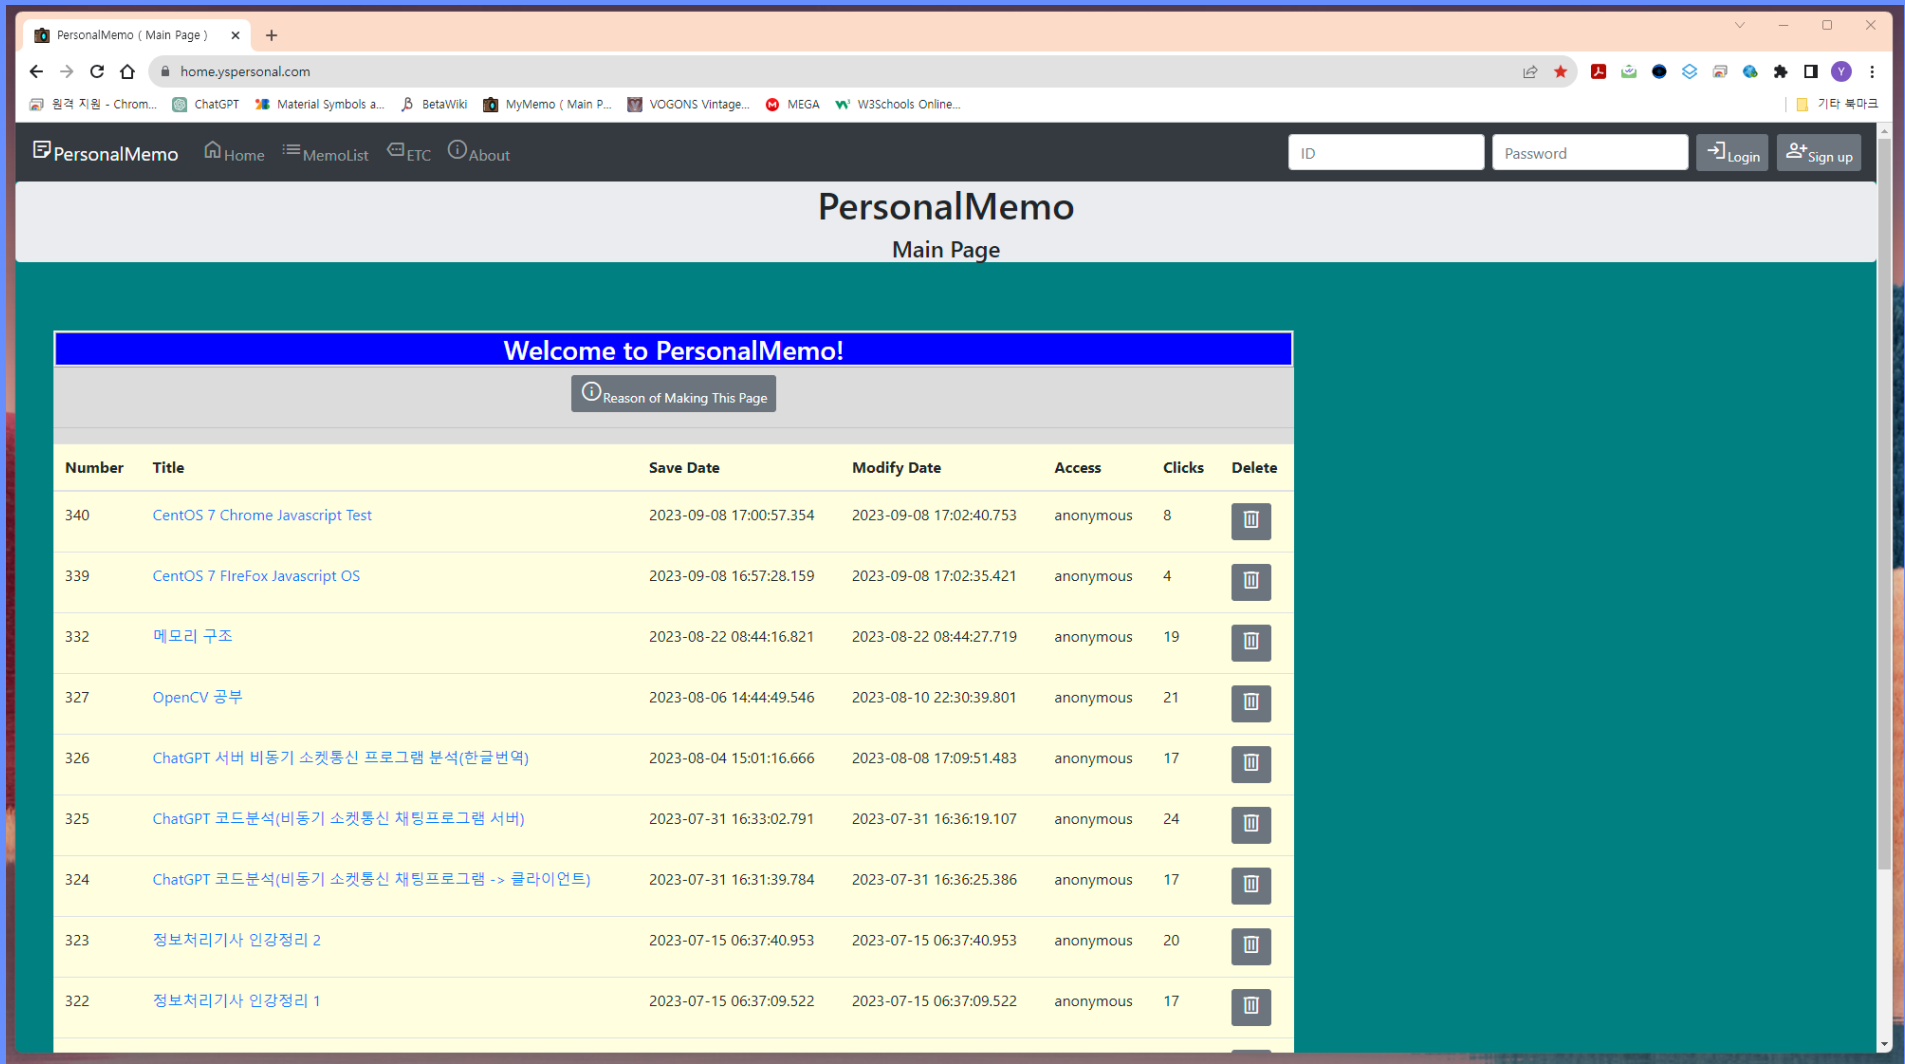 PersonalMemo ( Main Page )
home.yspersonal.com
Y
원격 지원 - Chrom... ChatGPT Material Symbols a... BetaWiki MyMemo ( Main P... VOGONS Vintage... MEGA W3Schools Online... 기타 북마크
PersonalMemo Home MemoList ETC About ID Password Login Sign up
PersonalMemo
Main Page
Welcome to PersonalMemo!
Reason of Making This Page
Number Title Save Date Modify Date Access Clicks Delete
340 CentOS 7 Chrome Javascript Test 2023-09-08 17:00:57.354 2023-09-08 17:02:40.753 anonymous 8
339 CentOS 7 FIreFox Javascript OS 2023-09-08 16:57:28.159 2023-09-08 17:02:35.421 anonymous 4
332 메모리 구조 2023-08-22 08:44:16.821 2023-08-22 08:44:27.719 anonymous 19
327 OpenCV 공부 2023-08-06 14:44:49.546 2023-08-10 22:30:39.801 anonymous 21
326 ChatGPT 서버 비동기 소켓통신 프로그램 분석(한글번역) 2023-08-04 15:01:16.666 2023-08-08 17:09:51.483 anonymous 17
325 ChatGPT 코드분석(비동기 소켓통신 채팅프로그램 서버) 2023-07-31 16:33:02.791 2023-07-31 16:36:19.107 anonymous 24
324 ChatGPT 코드분석(비동기 소켓통신 채팅프로그램 -> 클라이언트) 2023-07-31 16:31:39.784 2023-07-31 16:36:25.386 anonymous 17
323 정보처리기사 인강정리 2 2023-07-15 06:37:40.953 2023-07-15 06:37:40.953 anonymous 20
322 정보처리기사 인강정리 1 2023-07-15 06:37:09.522 2023-07-15 06:37:09.522 anonymous 17